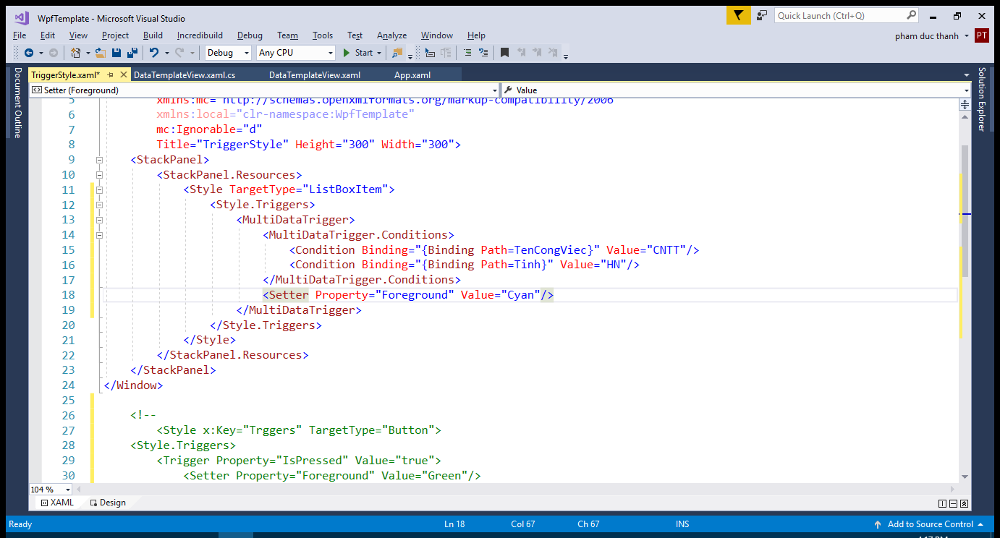 WpfTemplate - Microsoft Visual Studio
Quick Launch (Ctrl+Q)
File Edit View Project Build Incredibuild Debug Team Tools Test Analyze Window Help
pham duc thanh PT
Debug Any CPU Start
TriggerStyle.xaml* DataTemplateView.xaml.cs DataTemplateView.xaml App.xaml
Document Outline
Solution Explorer
Setter (Foreground) Value
5 xmlns:mc="http://schemas.openxmlformats.org/markup-compatibility/2006"
6 xmlns:local="clr-namespace:WpfTemplate"
7 mc:Ignorable="d"
8 Title="TriggerStyle" Height="300" Width="300">
9 <StackPanel>
10 <StackPanel.Resources>
11 <Style TargetType="ListBoxItem">
12 <Style.Triggers>
13 <MultiDataTrigger>
14 <MultiDataTrigger.Conditions>
15 <Condition Binding="{Binding Path=TenCongViec}" Value="CNTT"/>
16 <Condition Binding="{Binding Path=Tinh}" Value="HN"/>
17 </MultiDataTrigger.Conditions>
18 <Setter Property="Foreground" Value="Cyan"/>
19 </MultiDataTrigger>
20 </Style.Triggers>
21 </Style>
22 </StackPanel.Resources>
23 </StackPanel>
24 </Window>
25
26 <!--
27 <Style x:Key="Trggers" TargetType="Button">
28 <Style.Triggers>
29 <Trigger Property="IsPressed" Value="true">
30 <Setter Property="Foreground" Value="Green"/>
104 %
XAML Design
Ready Ln 18 Col 67 Ch 67 INS Add to Source Control
4:17 PM